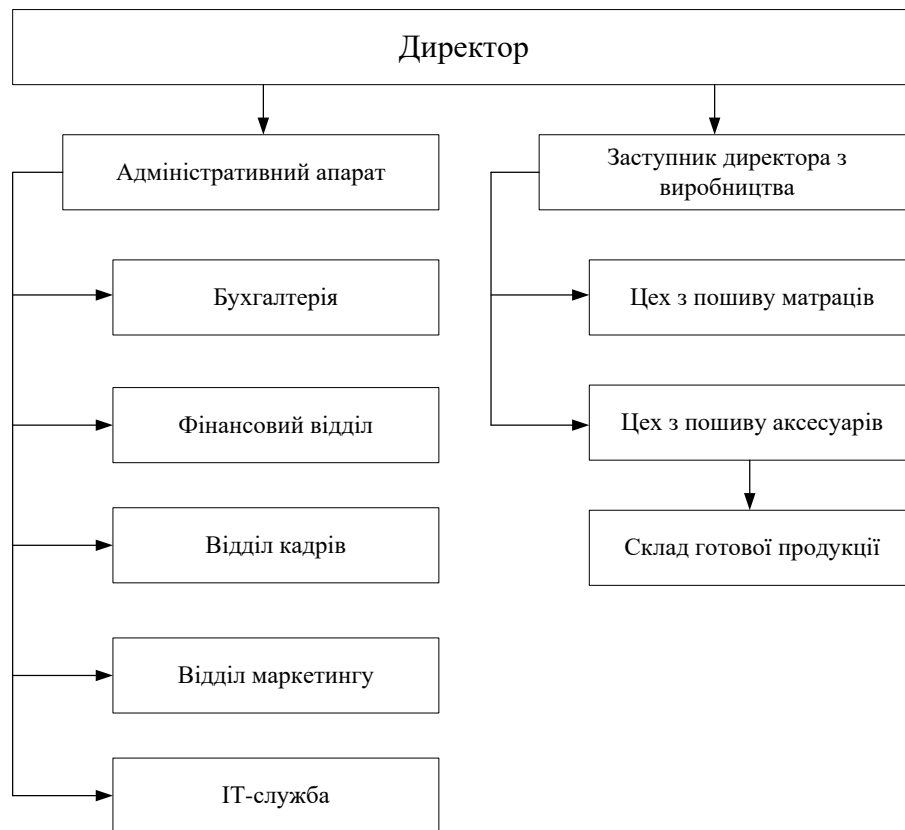 Директор
Адміністративний апарат
Заступник директора з
виробництва
Бухгалтерія
Цех з пошиву матраців
Фінансовий відділ
Цех з пошиву аксесуарів
Відділ кадрів
Склад готової продукції
Відділ маркетингу
ІТ-служба